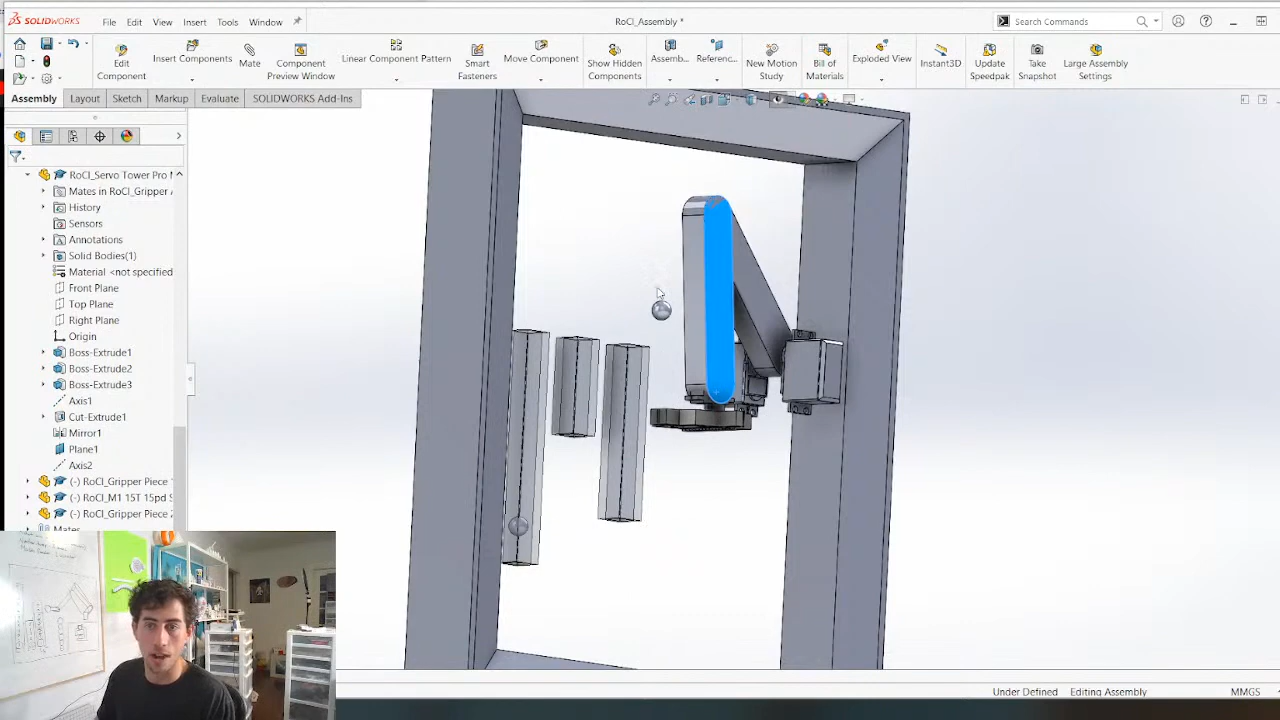 SOLIDWORKS
File
Edit
View
Insert
Tools
Window
RoCI_Assembly *
Search Commands
Edit
Component
Insert Components
Mate
Component
Preview Window
Linear Component Pattern
Smart
Fasteners
Move Component
Show Hidden
Components
Assemb...
Referenc...
New Motion
Study
Bill of
Materials
Exploded View
Instant3D
Update
Speedpak
Take
Snapshot
Large Assembly
Settings
Assembly
Layout
Sketch
Markup
Evaluate
SOLIDWORKS Add-Ins
RoCI_Servo Tower Pro
Mates in RoCI_Gripper
History
Sensors
Annotations
Solid Bodies(1)
Material <not specified
Front Plane
Top Plane
Right Plane
Origin
Boss-Extrude1
Boss-Extrude2
Boss-Extrude3
Axis1
Cut-Extrude1
Mirror1
Plane1
Axis2
(-) RoCI_Gripper Piece
(-) RoCI_M1 15T 15pd
(-) RoCI_Gripper Piece
Mates
Under Defined
Editing Assembly
MMGS